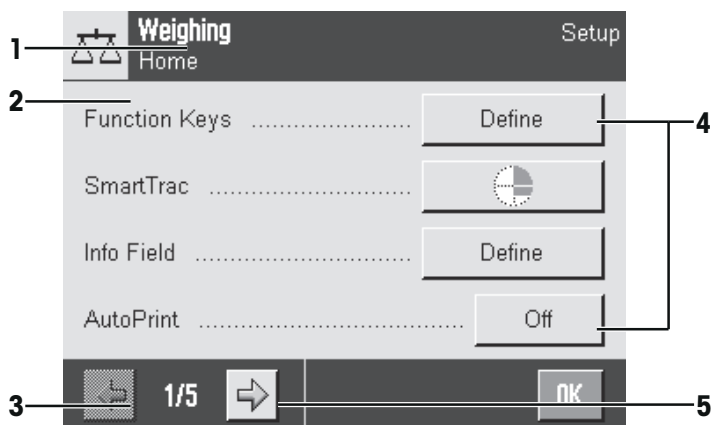 Weighing
Setup
1
Home
2
Function Keys ........................ Define
4
SmartTrac .............................
Info Field ............................... Define
AutoPrint ...................................... Off
3
1/5
OK
5